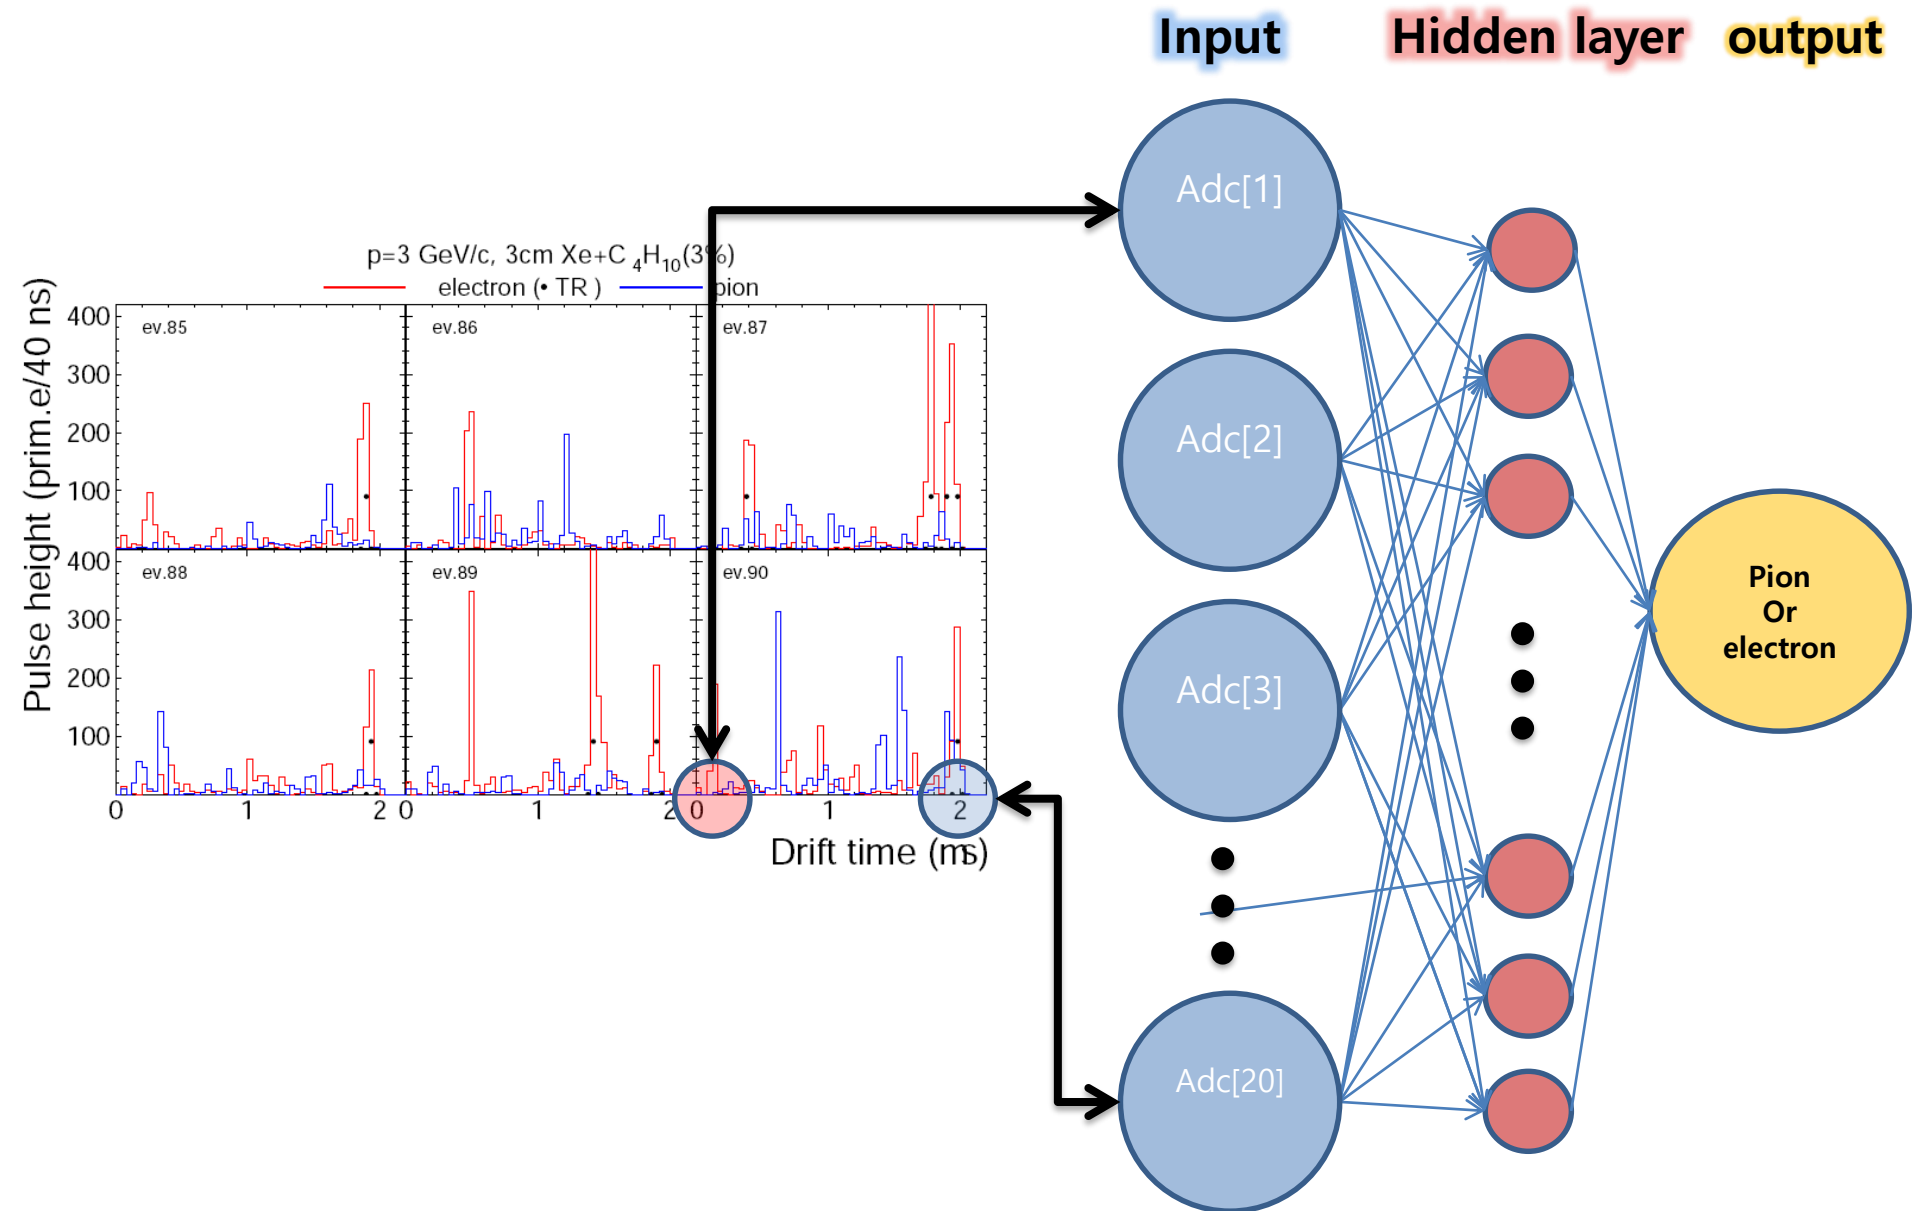 Input Hidden layer output
Adc[1]
Adc[2]
Adc[3]
Adc[20]
Pion
Or
electron
p=3 GeV/c, 3cm Xe+C4H10(3%)
electron (• TR ) pion
Pulse height (prim.e/40 ns)
400
300
200
100
ev.85 ev.86 ev.87
400
300
200
100
ev.88 ev.89 ev.90
0 1 2 0 1 2 0 1 2
Drift time (ms)